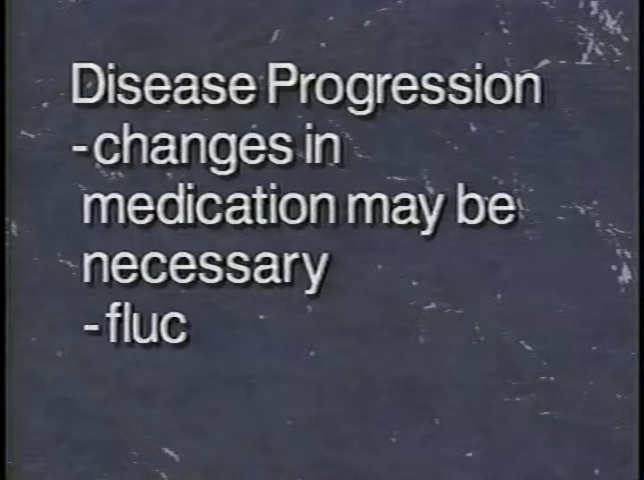 Disease Progression
-changes in
medication may be
necessary
-fluc